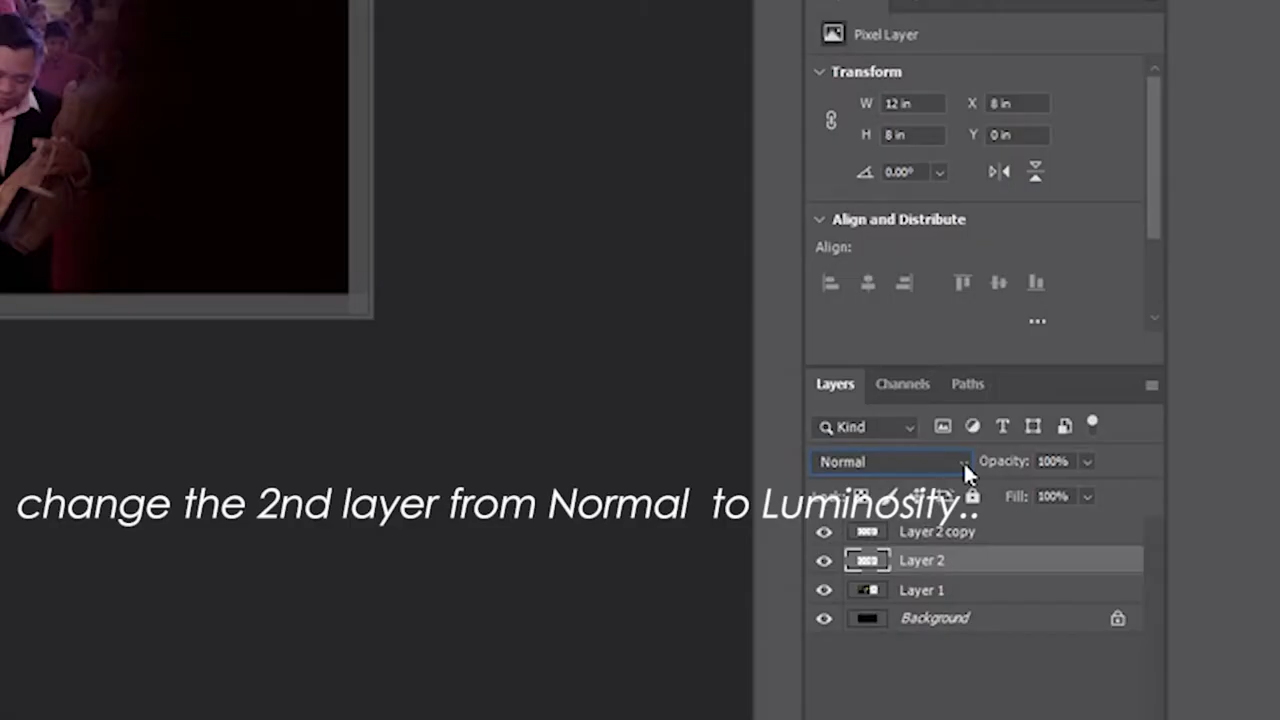 Pixel Layer
Transform
W 12 in X 8 in
H 8 in Y 0 in
0.00°
Align and Distribute
Align:
...
Layers Channels Paths
Kind
Normal Opacity: 100%
Fill: 100%
change the 2nd layer from Normal to Luminosity..
Layer 2 copy
Layer 2
Layer 1
Background